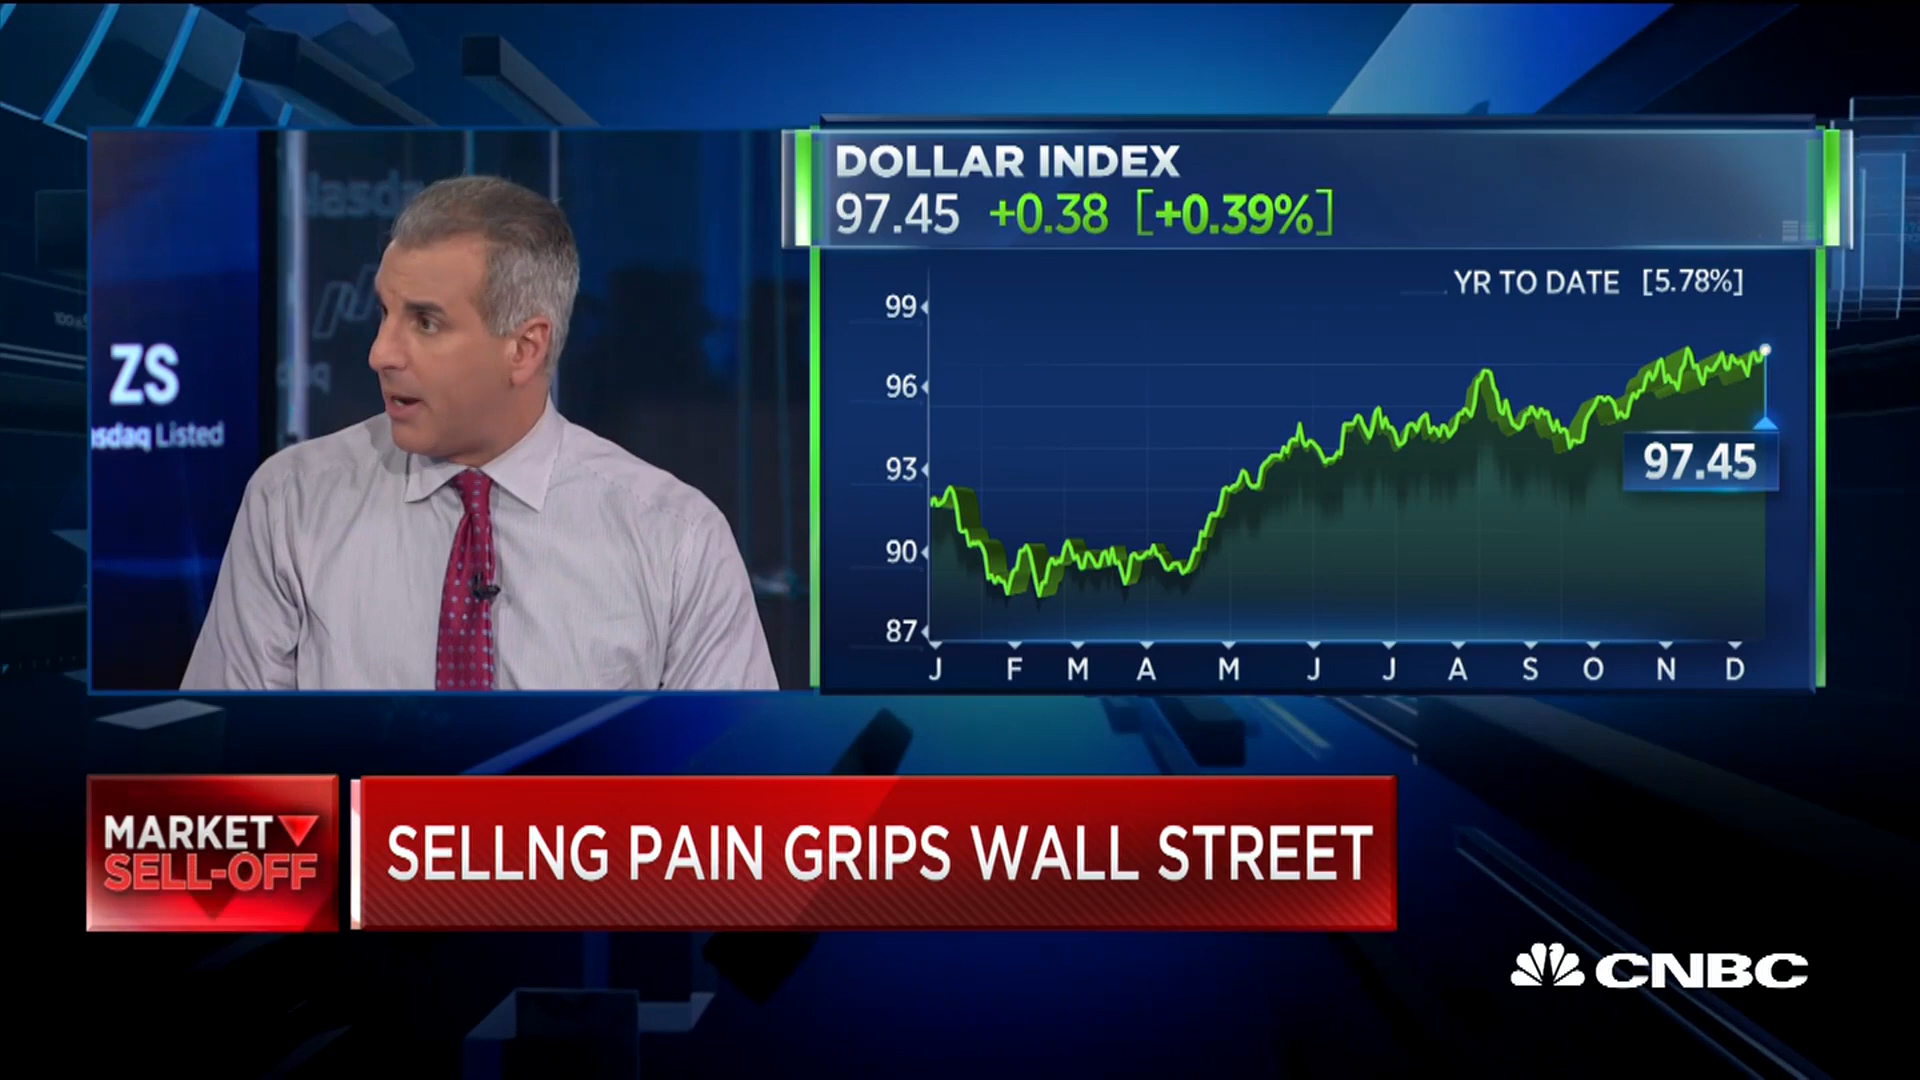 Nasda
ZS
sdaq Listed
DOLLAR INDEX
97.45 +0.38 [+0.39%]
YR TO DATE [5.78%]
99
96
93
90
87
97.45
J F M A M J J A S O N D
MARKET
SELL-OFF
SELLNG PAIN GRIPS WALL STREET
CNBC